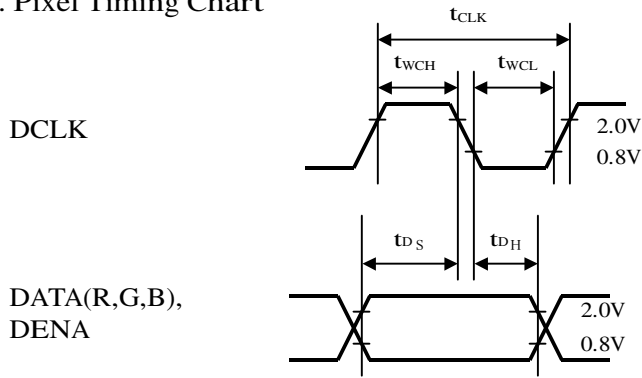 . Pixel Timing Chart
tCLK
tWCH tWCL
DCLK
2.0V
0.8V
tDS tDH
DATA(R,G,B),
DENA
2.0V
0.8V